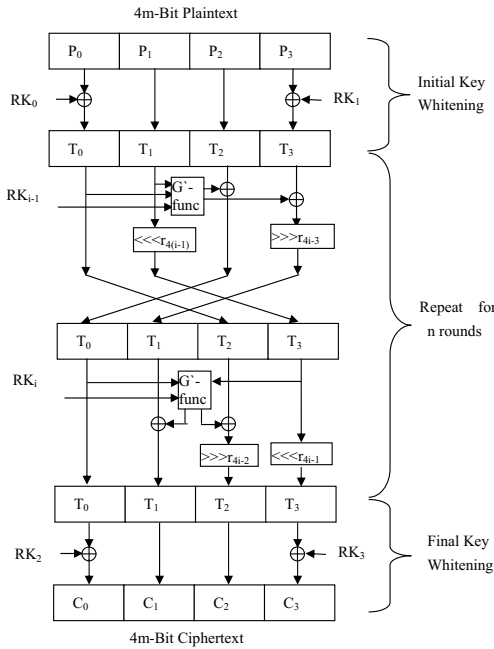 4m-Bit Plaintext
P0 P1 P2 P3
RK0 RK1
Initial Key
Whitening
T0 T1 T2 T3
RKi-1
G`-
func
<<<r4(i-1) >>>r4i-3
Repeat for
n rounds
T0 T1 T2 T3
RKi
G`-
func
>>>r4i-2 <<<r4i-1
T0 T1 T2 T3
RK2 RK3
Final Key
Whitening
C0 C1 C2 C3
4m-Bit Ciphertext